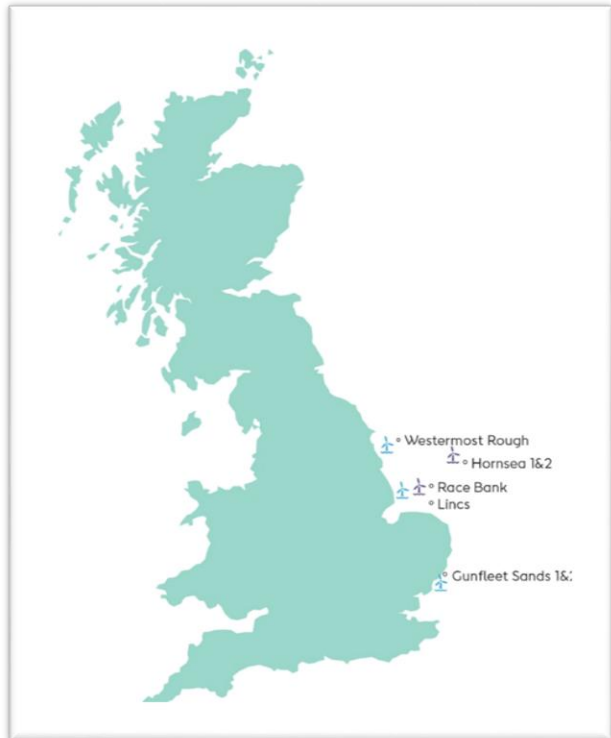 Westermost Rough
Hornsea 1&2
Race Bank
Lincs
Gunfleet Sands 1&